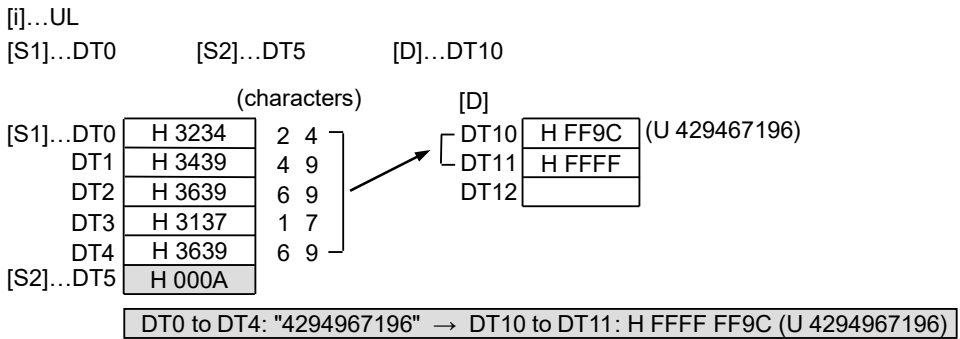 [i]…UL
[S1]…DT0 [S2]…DT5 [D]…DT10
(characters) [D]
[S1]…DT0 H 3234 2 4 DT10 H FF9C (U 429467196)
DT1 H 3439 4 9 DT11 H FFFF
DT2 H 3639 6 9 DT12
DT3 H 3137 1 7
DT4 H 3639 6 9
[S2]…DT5 H 000A
DT0 to DT4: "4294967196" → DT10 to DT11: H FFFF FF9C (U 4294967196)